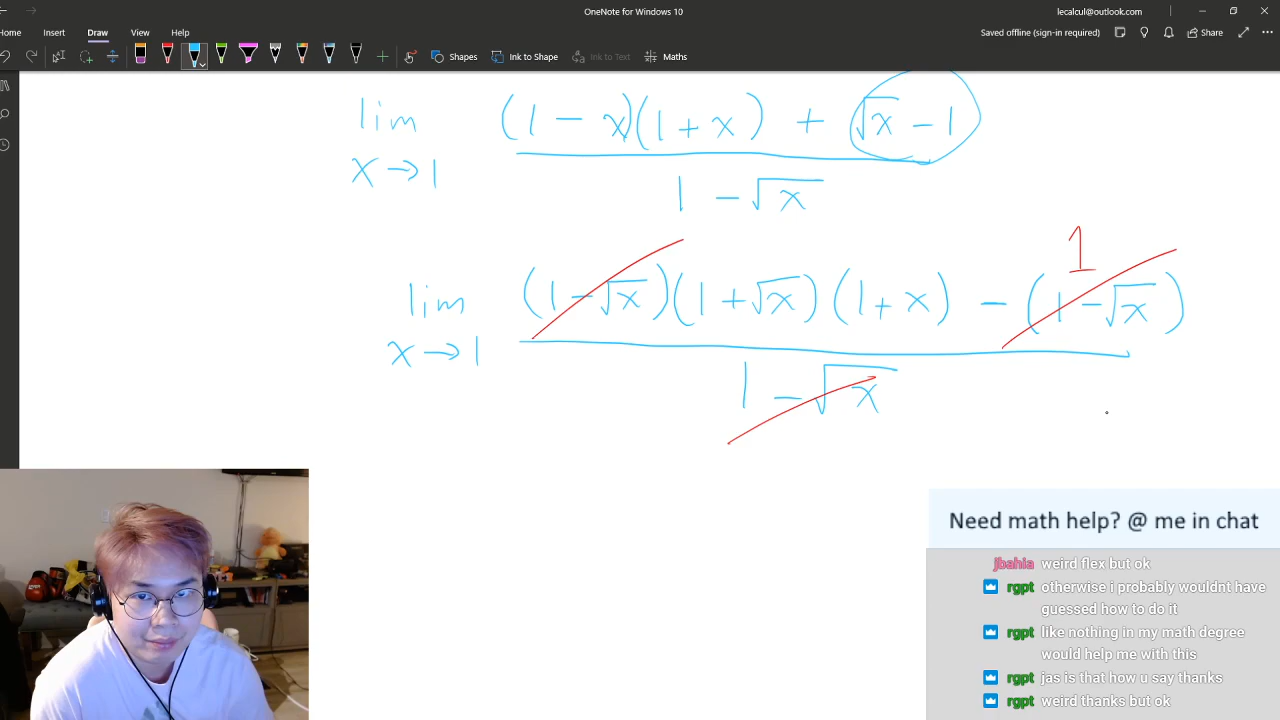 OneNote for Windows 10
lecalcul@outlook.com
Home Insert Draw View Help
Saved offline (sign-in required) Share
Shapes Ink to Shape Ink to Text Maths
lim (1 - x)(1 + x) + √x - 1
x → 1 1 - √x
1
lim (1 - √x)(1 + √x)(1 + x) - (1 - √x)
x → 1 1 - √x
Need math help? @ me in chat
jbahia weird flex but ok
rgpt otherwise i probably wouldnt have
guessed how to do it
rgpt like nothing in my math degree
would help me with this
rgpt jas is that how u say thanks
rgpt weird thanks but ok